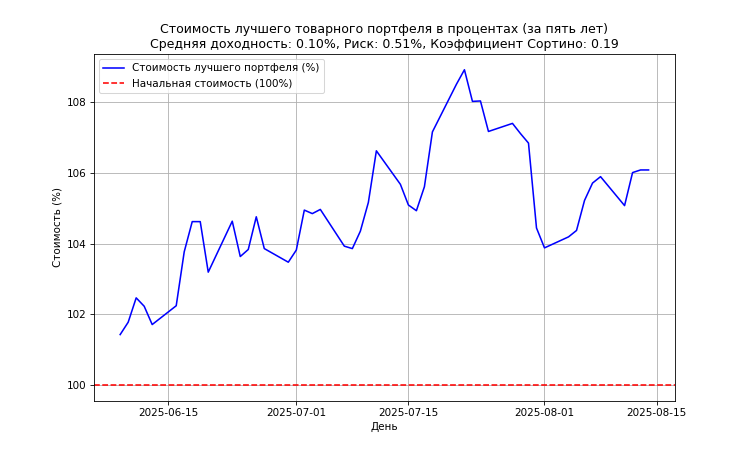 Стоимость лучшего товарного портфеля в процентах (за пять лет)
Средняя доходность: 0.10%, Риск: 0.51%, Коэффициент Сортино: 0.19
Стоимость лучшего портфеля (%)
Начальная стоимость (100%)
Стоимость (%)
108
106
104
102
100
2025-06-15
2025-07-01
2025-07-15
2025-08-01
2025-08-15
День